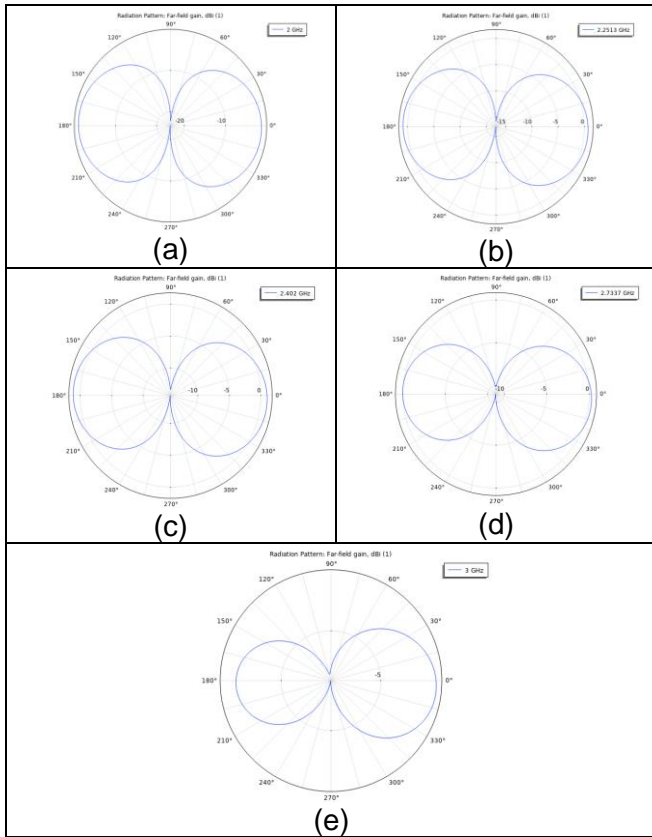 Radiation Pattern: Far-field gain, dBi (1)
90°
2 GHz
120° 60°
150° 30°
180° -20 -10 0°
210° 330°
240° 300°
270°
(a)
Radiation Pattern: Far-field gain, dBi (1)
90°
2.2513 GHz
120° 60°
150° 30°
180° -15 -10 -5 0 0°
210° 330°
240° 300°
270°
(b)
Radiation Pattern: Far-field gain, dBi (1)
90°
2.402 GHz
120° 60°
150° 30°
180° -10 -5 0 0°
210° 330°
240° 300°
270°
(c)
Radiation Pattern: Far-field gain, dBi (1)
90°
2.7337 GHz
120° 60°
150° 30°
180° -10 -5 0 0°
210° 330°
240° 300°
270°
(d)
Radiation Pattern: Far-field gain, dBi (1)
90°
3 GHz
120° 60°
150° 30°
180° -5 0°
210° 330°
240° 300°
270°
(e)